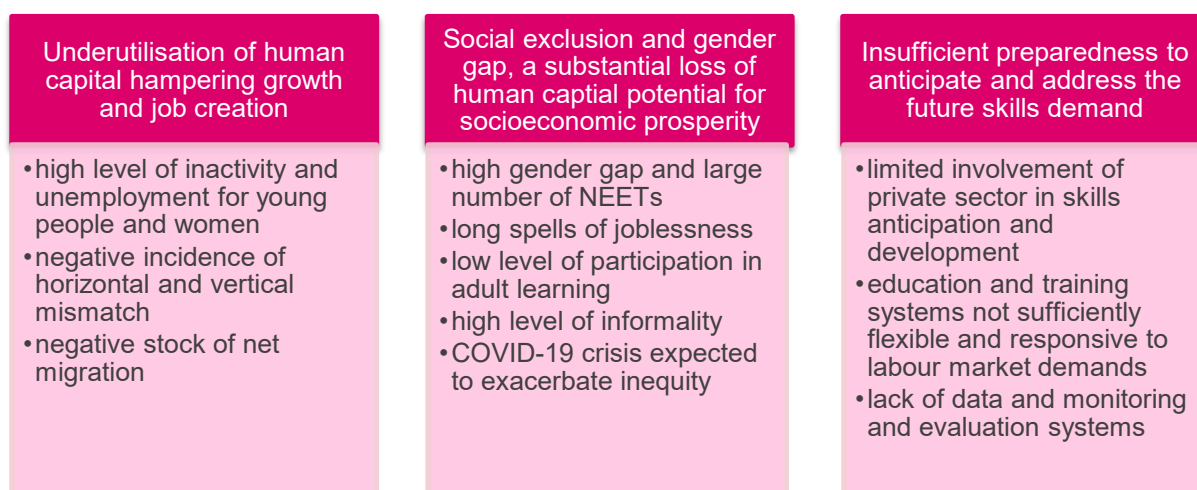 Underutilisation of human
capital hampering growth
and job creation
•high level of inactivity and
unemployment for young
people and women
•negative incidence of
horizontal and vertical
mismatch
•negative stock of net
migration
Social exclusion and gender
gap, a substantial loss of
human captial potential for
socioeconomic prosperity
•high gender gap and large
number of NEETs
•long spells of joblessness
•low level of participation in
adult learning
•high level of informality
•COVID-19 crisis expected
to exacerbate inequity
Insufficient preparedness to
anticipate and address the
future skills demand
•limited involvement of
private sector in skills
anticipation and
development
•education and training
systems not sufficiently
flexible and responsive to
labour market demands
•lack of data and monitoring
and evaluation systems